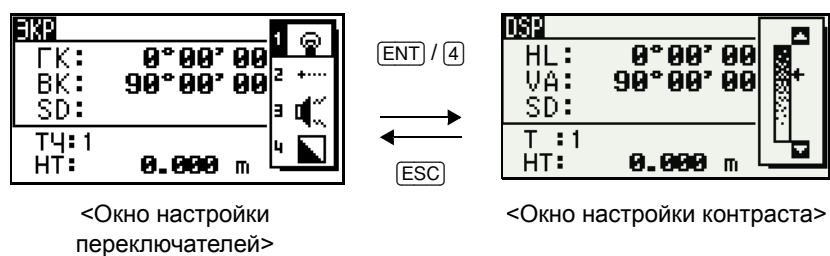 ЭКР
ГК: 0°00' 00
ВК: 90°00' 00
SD:
ТЧ: 1
HT: 0.000 m
1
2
3
4
[ENT] / [4]
[ESC]
DSP
HL: 0°00' 00
VA: 90°00' 00
SD:
T : 1
HT: 0.000 m
<Окно настройки
переключателей>
<Окно настройки контраста>